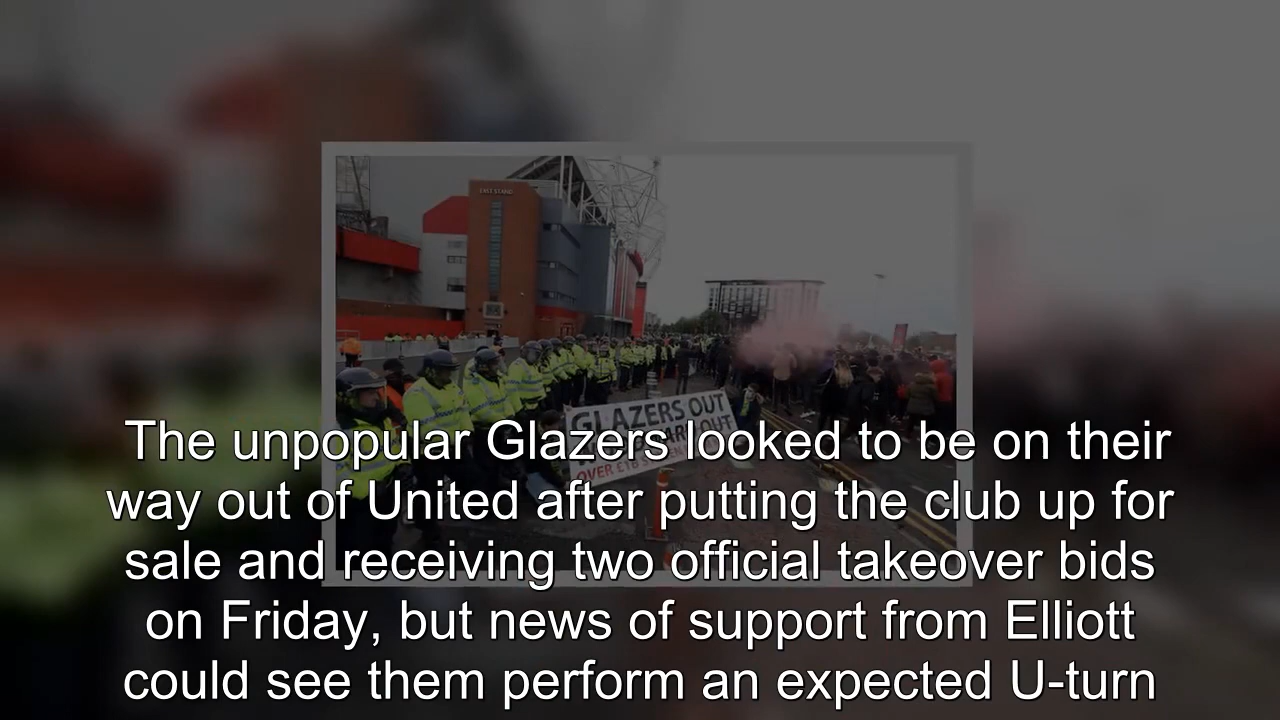 EAST STAND
GLAZERS OUT
OUT
The unpopular Glazers looked to be on their
way out of United after putting the club up for
sale and receiving two official takeover bids
on Friday, but news of support from Elliott
could see them perform an expected U-turn